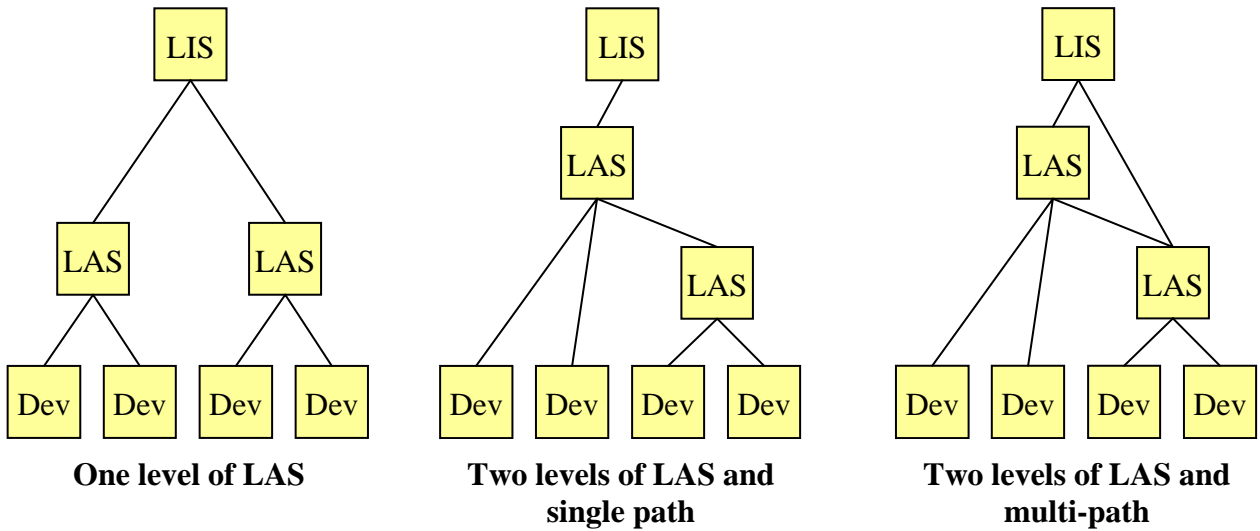 LIS
LAS LAS
Dev Dev Dev Dev
One level of LAS
LIS
LAS
LAS
Dev Dev Dev Dev
Two levels of LAS and
single path
LIS
LAS
LAS
Dev Dev Dev Dev
Two levels of LAS and
multi-path